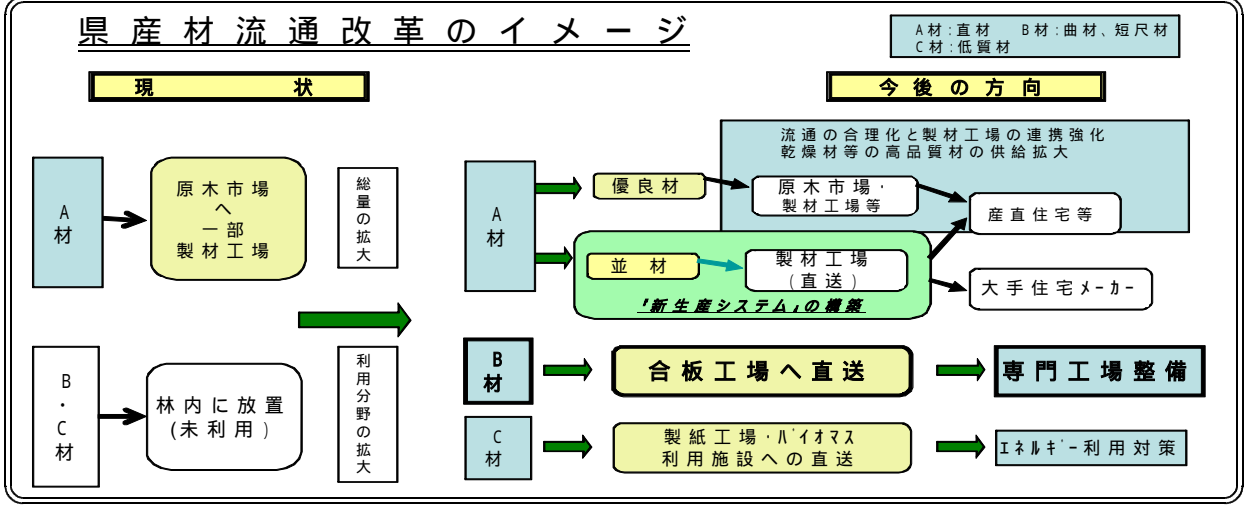 県産材流通改革のイメージ
A材:直材 B材:曲材、短尺材
C材:低質材
現状
今後の方向
A
材
原木市場
へ
一部
製材工場
総量の拡大
B
・
C
材
林内に放置
(未利用)
利用分野の拡大
流通の合理化と製材工場の連携強化
乾燥材等の高品質材の供給拡大
A
材
優良材
原木市場・
製材工場等
産直住宅等
並材
製材工場
(直送)
「新生産システム」の構築
大手住宅ﾒｰｶｰ
B
材
合板工場へ直送
専門工場整備
C
材
製紙工場・ﾊﾞｲｵﾏｽ
利用施設への直送
ｴﾈﾙｷﾞｰ利用対策